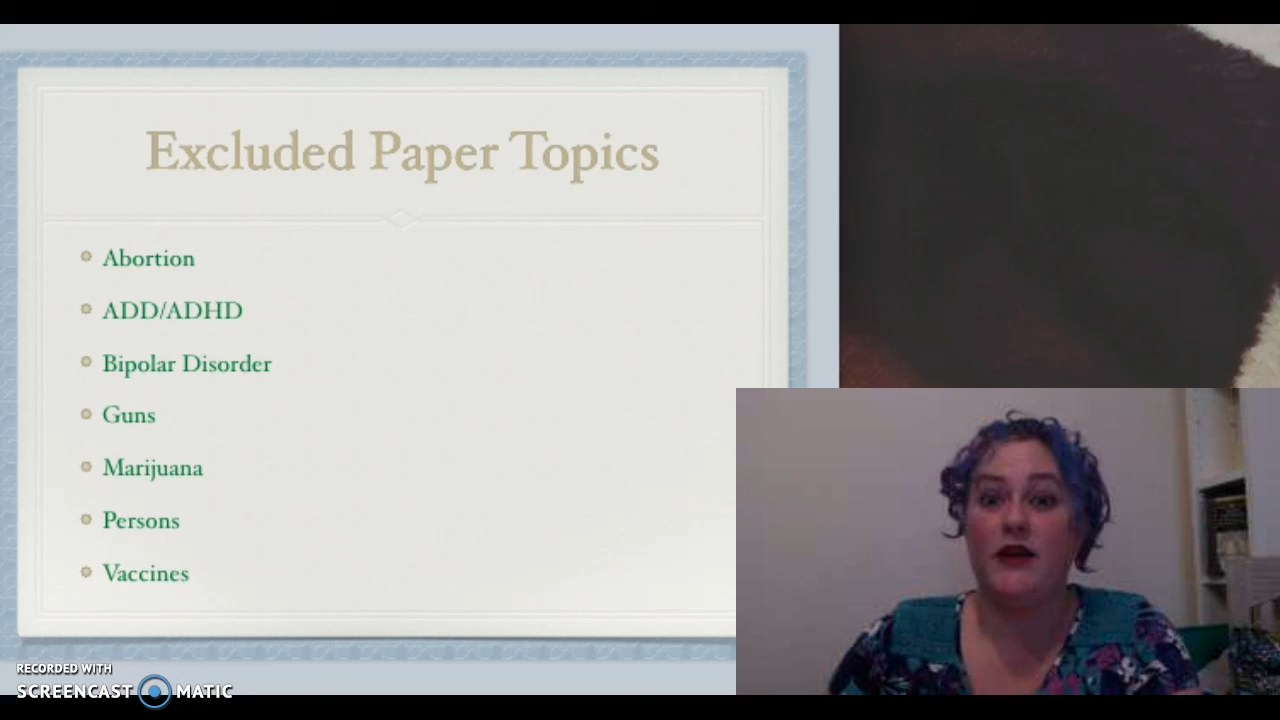 Excluded Paper Topics
Abortion
ADD/ADHD
Bipolar Disorder
Guns
Marijuana
Persons
Vaccines
RECORDED WITH
SCREENCAST MATIC